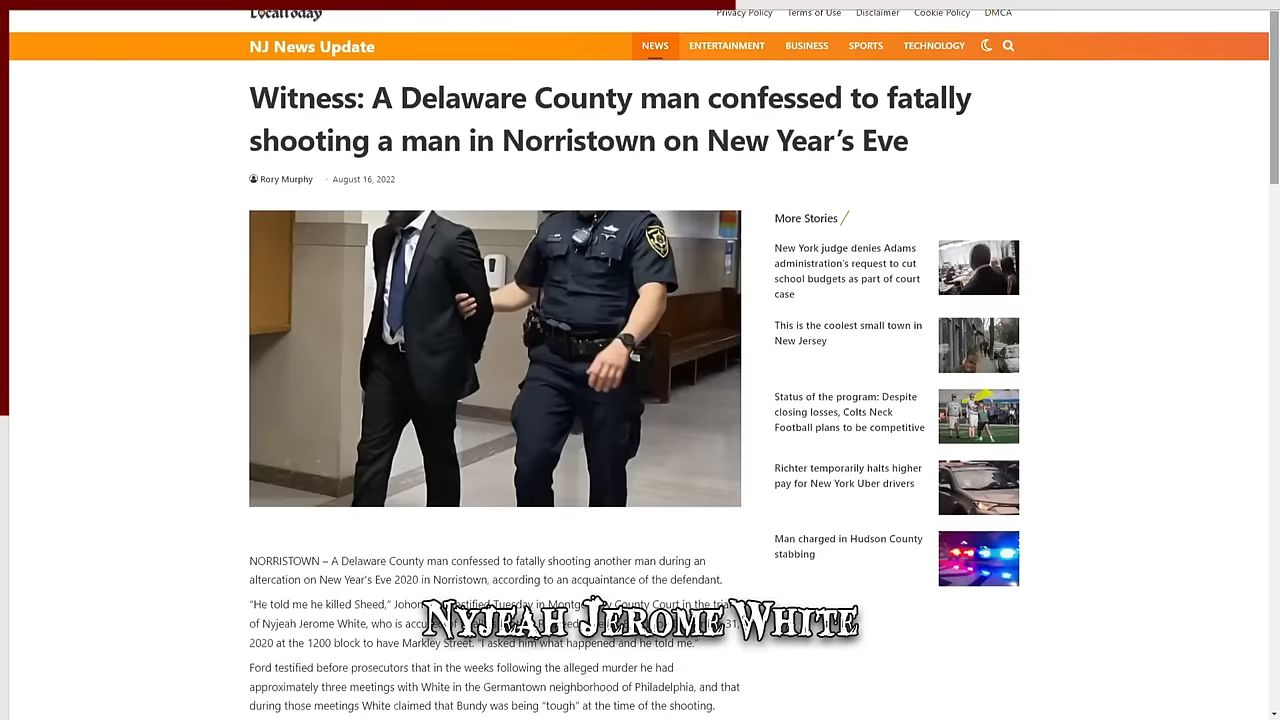 LocalToday
Privacy Policy Terms of Use Disclaimer Cookie Policy DMCA
NJ News Update
NEWS ENTERTAINMENT BUSINESS SPORTS TECHNOLOGY
Witness: A Delaware County man confessed to fatally
shooting a man in Norristown on New Year’s Eve
Rory Murphy - August 16, 2022
More Stories
New York judge denies Adams
administration’s request to cut
school budgets as part of court
case
This is the coolest small town in
New Jersey
Status of the program: Despite
closing losses, Colts Neck
Football plans to be competitive
Richter temporarily halts higher
pay for New York Uber drivers
Man charged in Hudson County
stabbing
NORRISTOWN – A Delaware County man confessed to fatally shooting another man during an
altercation on New Year’s Eve 2020 in Norristown, according to an acquaintance of the defendant.
“He told me he killed Sheed,” Tuesday in County Court in the
of Nyjeah Jerome White, who is 31,
2020 at the 1200 block to have Markley Street. “I asked him what happened and he told me.”
Nyjeah Jerome White
Ford testified before prosecutors that in the weeks following the alleged murder he had
approximately three meetings with White in the Germantown neighborhood of Philadelphia, and that
during those meetings White claimed that Bundy was being “tough” at the time of the shooting.